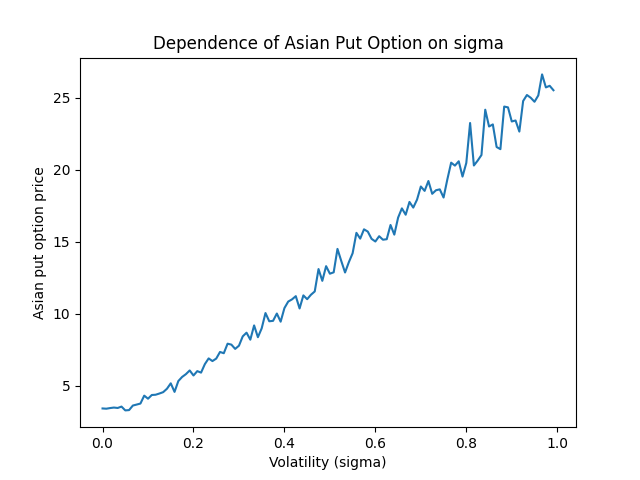 Dependence of Asian Put Option on sigma
Asian put option price
25
20
15
10
5
0.0 0.2 0.4 0.6 0.8 1.0
Volatility (sigma)